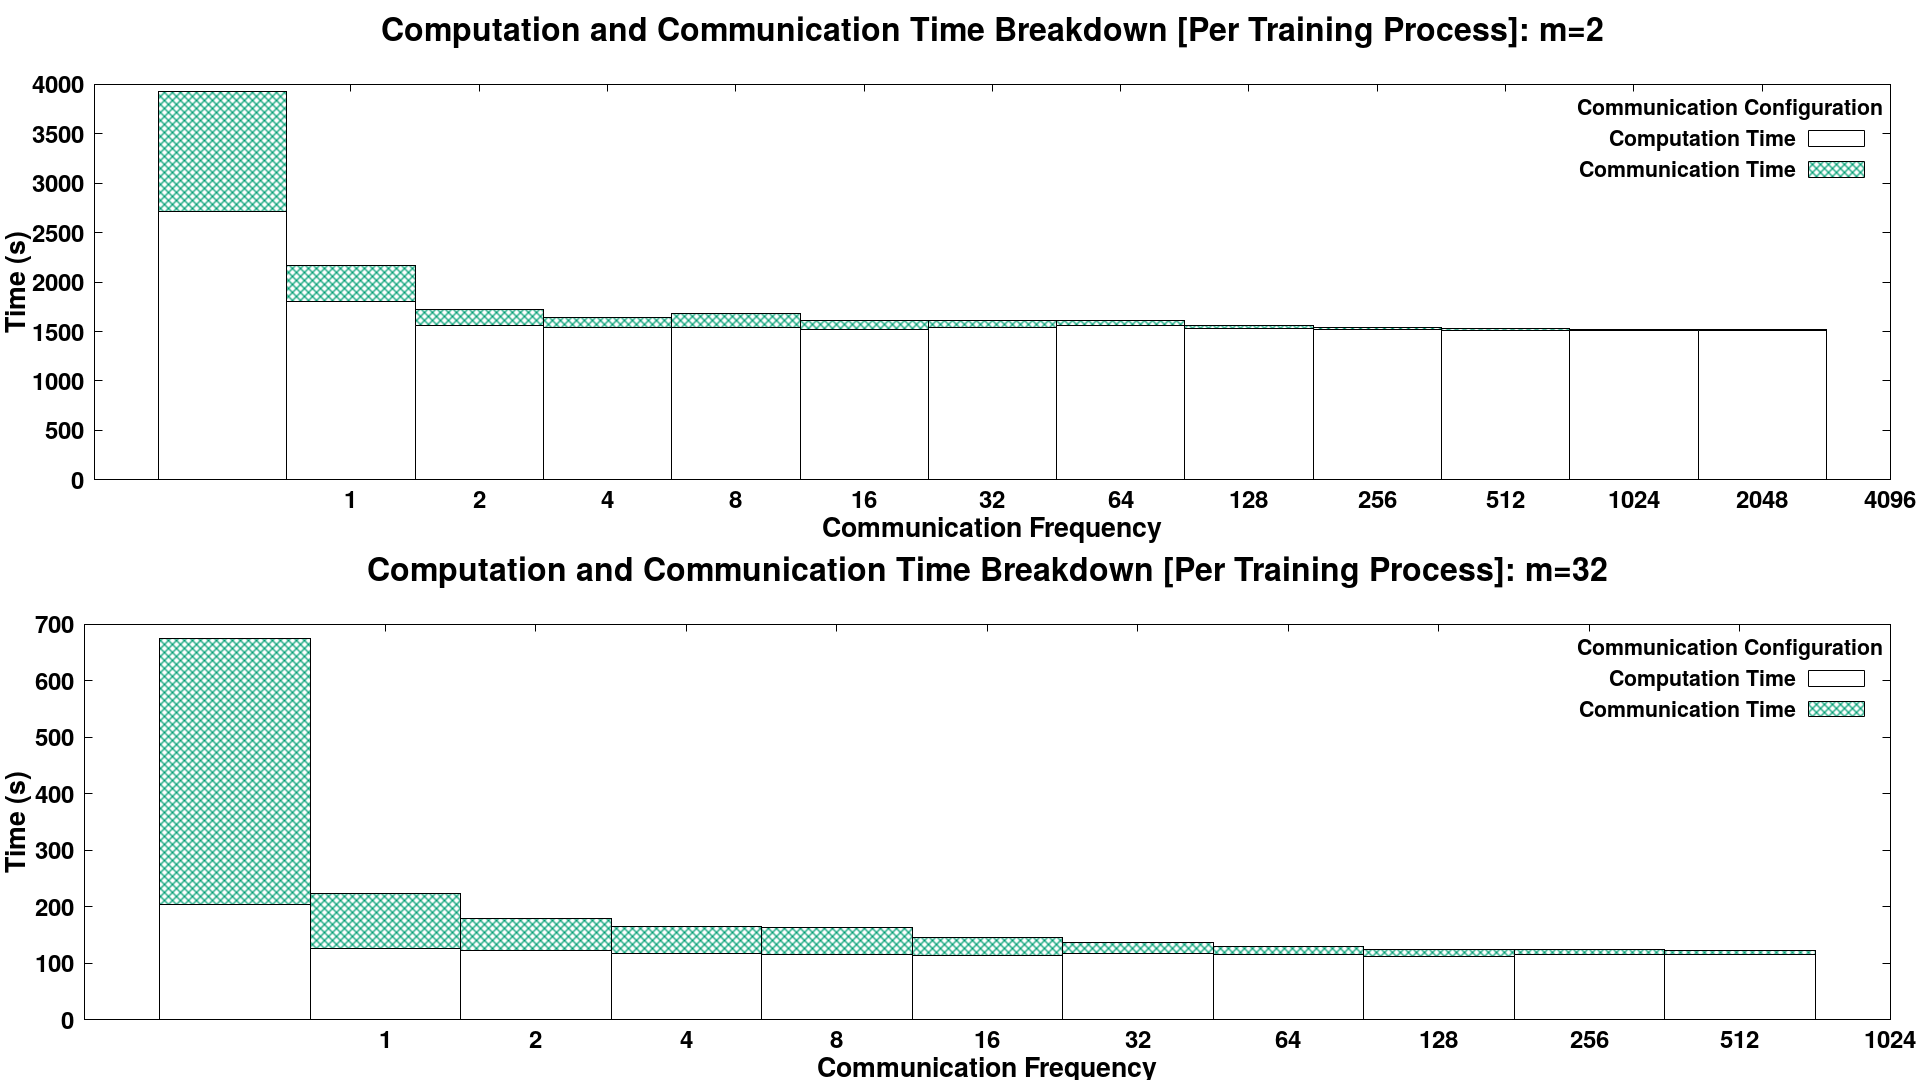 Computation and Communication Time Breakdown [Per Training Process]: m=2
4000
3500
3000
2500
2000
1500
1000
500
0
Time (s)
Communication Configuration
Computation Time
Communication Time
1 2 4 8 16 32 64 128 256 512 1024 2048 4096
Communication Frequency
Computation and Communication Time Breakdown [Per Training Process]: m=32
700
600
500
400
300
200
100
0
Time (s)
Communication Configuration
Computation Time
Communication Time
1 2 4 8 16 32 64 128 256 512 1024
Communication Frequency